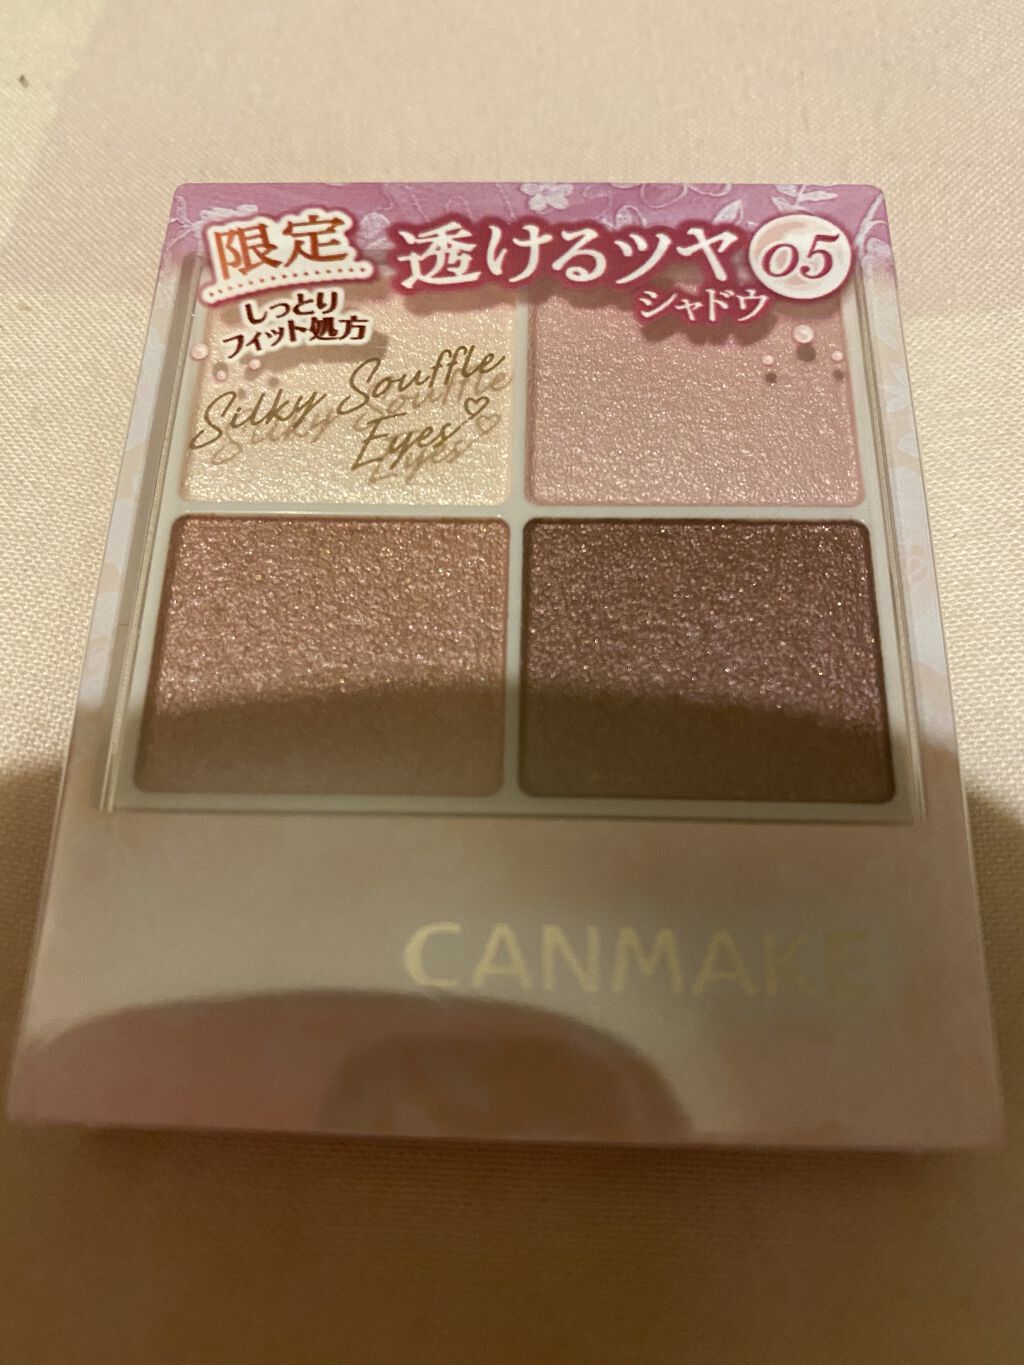 限定
透けるツヤ
シャドウ
05
しっとり
フィット処方
Silky Souffle
Eyes
CANMAKE